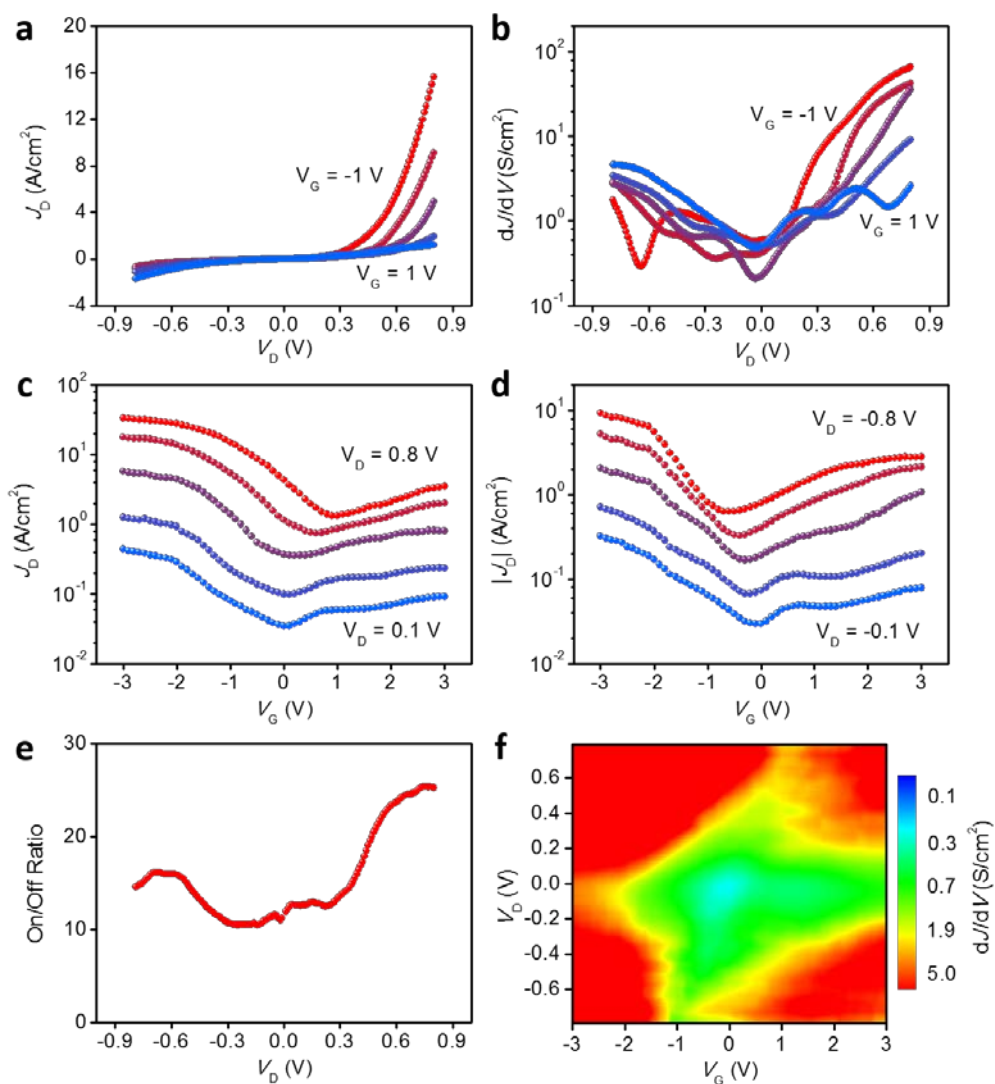 a
20
16
12
8
4
0
-4
J_D (A/cm²)
V_G = -1 V
V_G = 1 V
-0.9 -0.6 -0.3 0.0 0.3 0.6 0.9
V_D (V)
b
10²
10¹
10⁰
10⁻¹
dJ/dV (S/cm²)
V_G = -1 V
V_G = 1 V
-0.9 -0.6 -0.3 0.0 0.3 0.6 0.9
V_D (V)
c
10²
10¹
10⁰
10⁻¹
10⁻²
J_D (A/cm²)
V_D = 0.8 V
V_D = 0.1 V
-3 -2 -1 0 1 2 3
V_G (V)
d
10¹
10⁰
10⁻¹
10⁻²
|J_D| (A/cm²)
V_D = -0.8 V
V_D = -0.1 V
-3 -2 -1 0 1 2 3
V_G (V)
e
30
20
10
0
On/Off Ratio
-0.9 -0.6 -0.3 0.0 0.3 0.6 0.9
V_D (V)
f
0.6
0.4
0.2
0.0
-0.2
-0.4
-0.6
V_D (V)
-3 -2 -1 0 1 2 3
V_G (V)
0.1
0.3
0.7
1.9
5.0
dJ/dV (S/cm²)